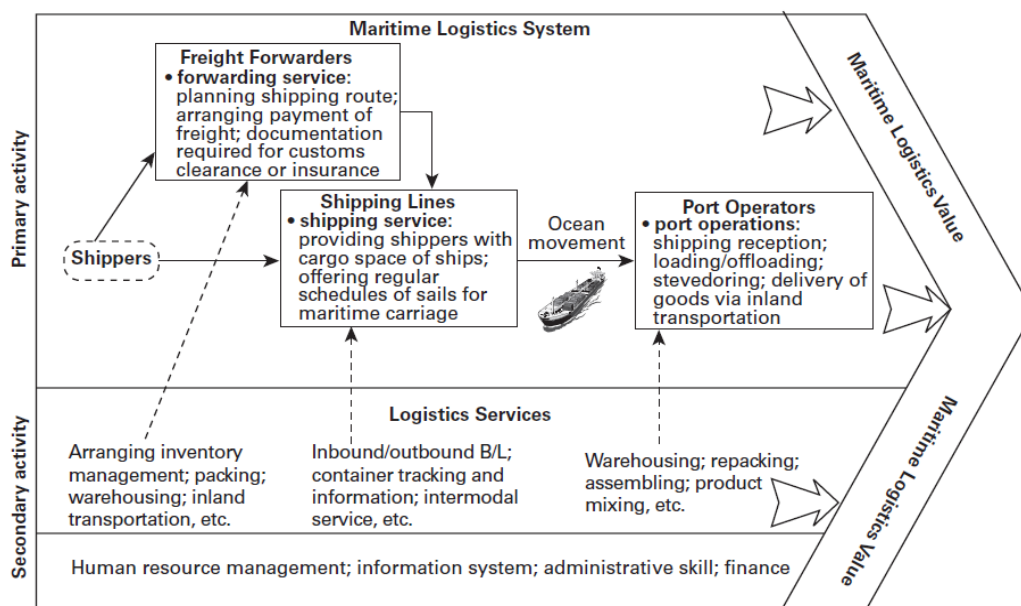 Maritime Logistics System
Primary activity
Freight Forwarders
• forwarding service:
planning shipping route;
arranging payment of
freight; documentation
required for customs
clearance or insurance
Shippers
Shipping Lines
• shipping service:
providing shippers with
cargo space of ships;
offering regular
schedules of sails for
maritime carriage
Ocean
movement
Port Operators
• port operations:
shipping reception;
loading/offloading;
stevedoring; delivery of
goods via inland
transportation
Maritime Logistics Value
Secondary activity
Logistics Services
Arranging inventory
management; packing;
warehousing; inland
transportation, etc.
Inbound/outbound B/L;
container tracking and
information; intermodal
service, etc.
Warehousing; repacking;
assembling; product
mixing, etc.
Maritime Logistics Value
Human resource management; information system; administrative skill; finance